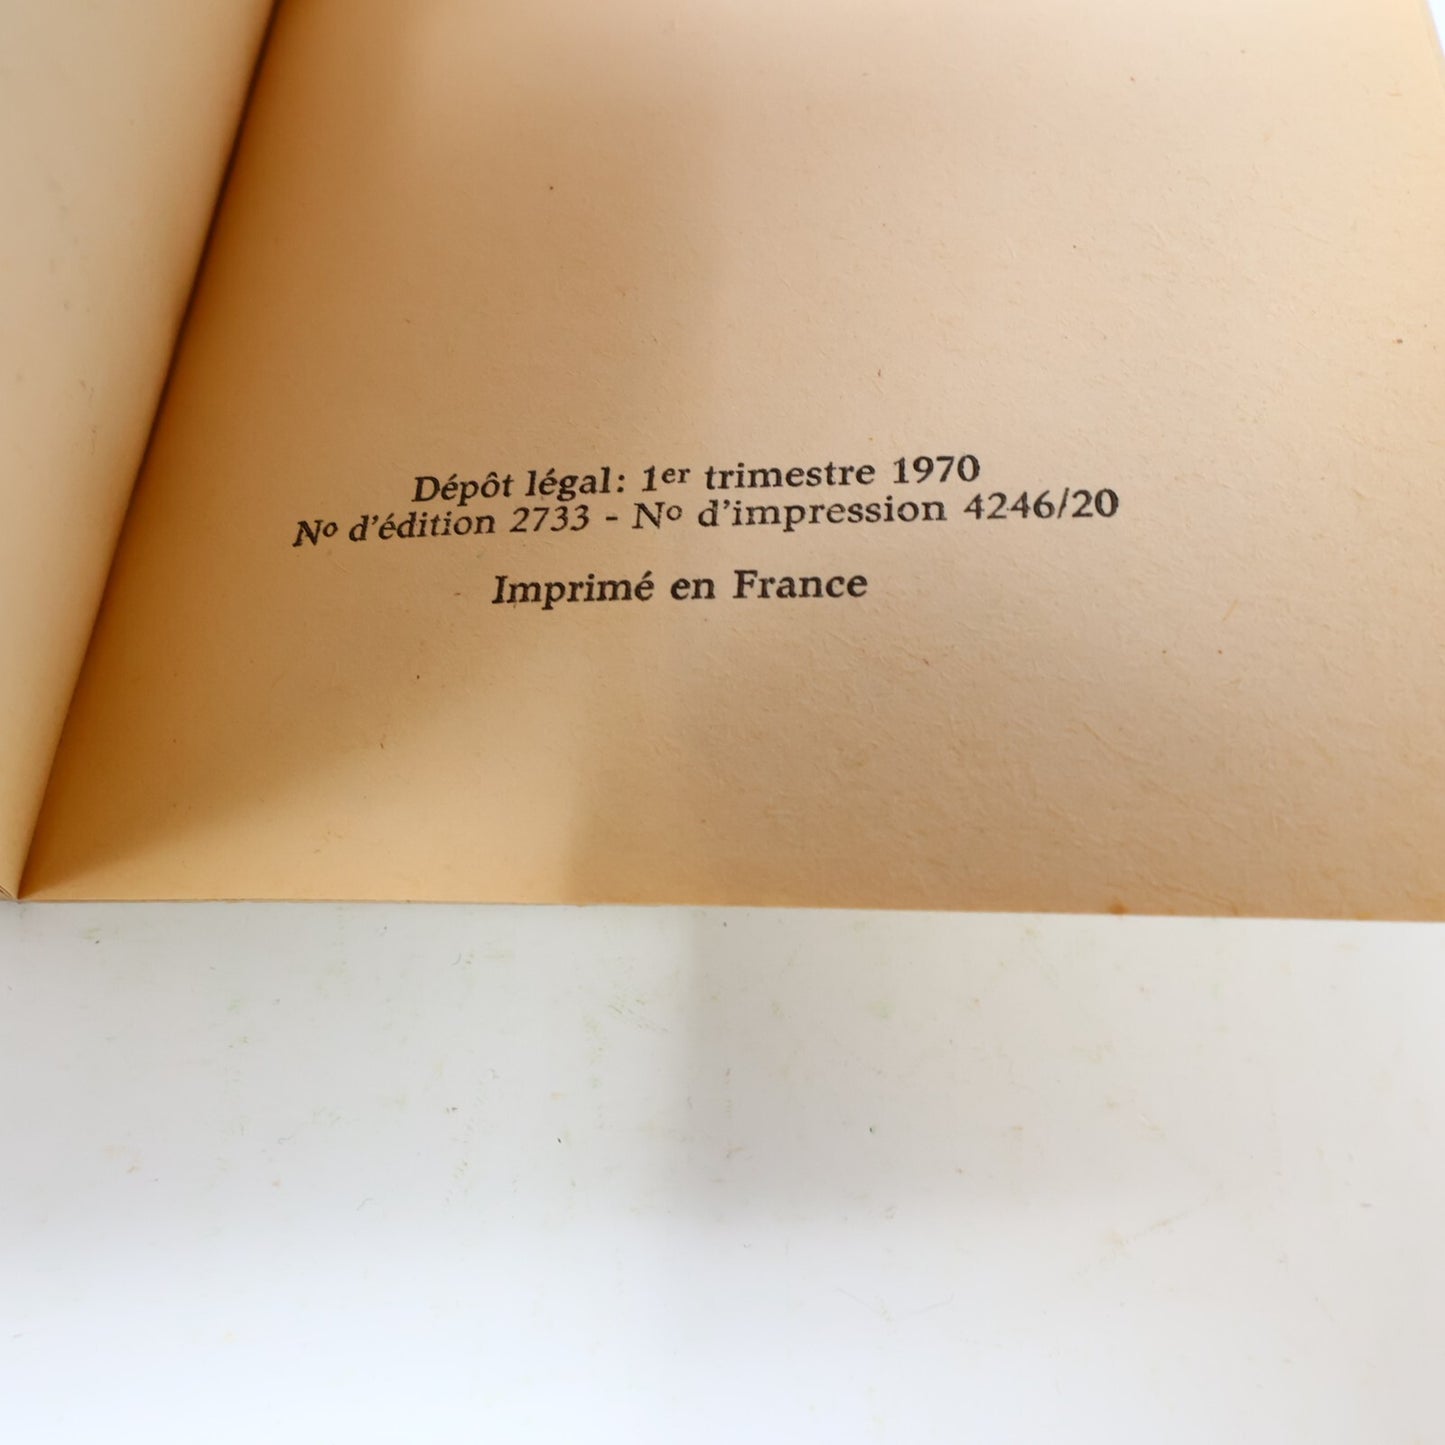 Dépôt légal: 1er trimestre 1970
No d'édition 2733 - No d'impression 4246/20
Imprimé en France